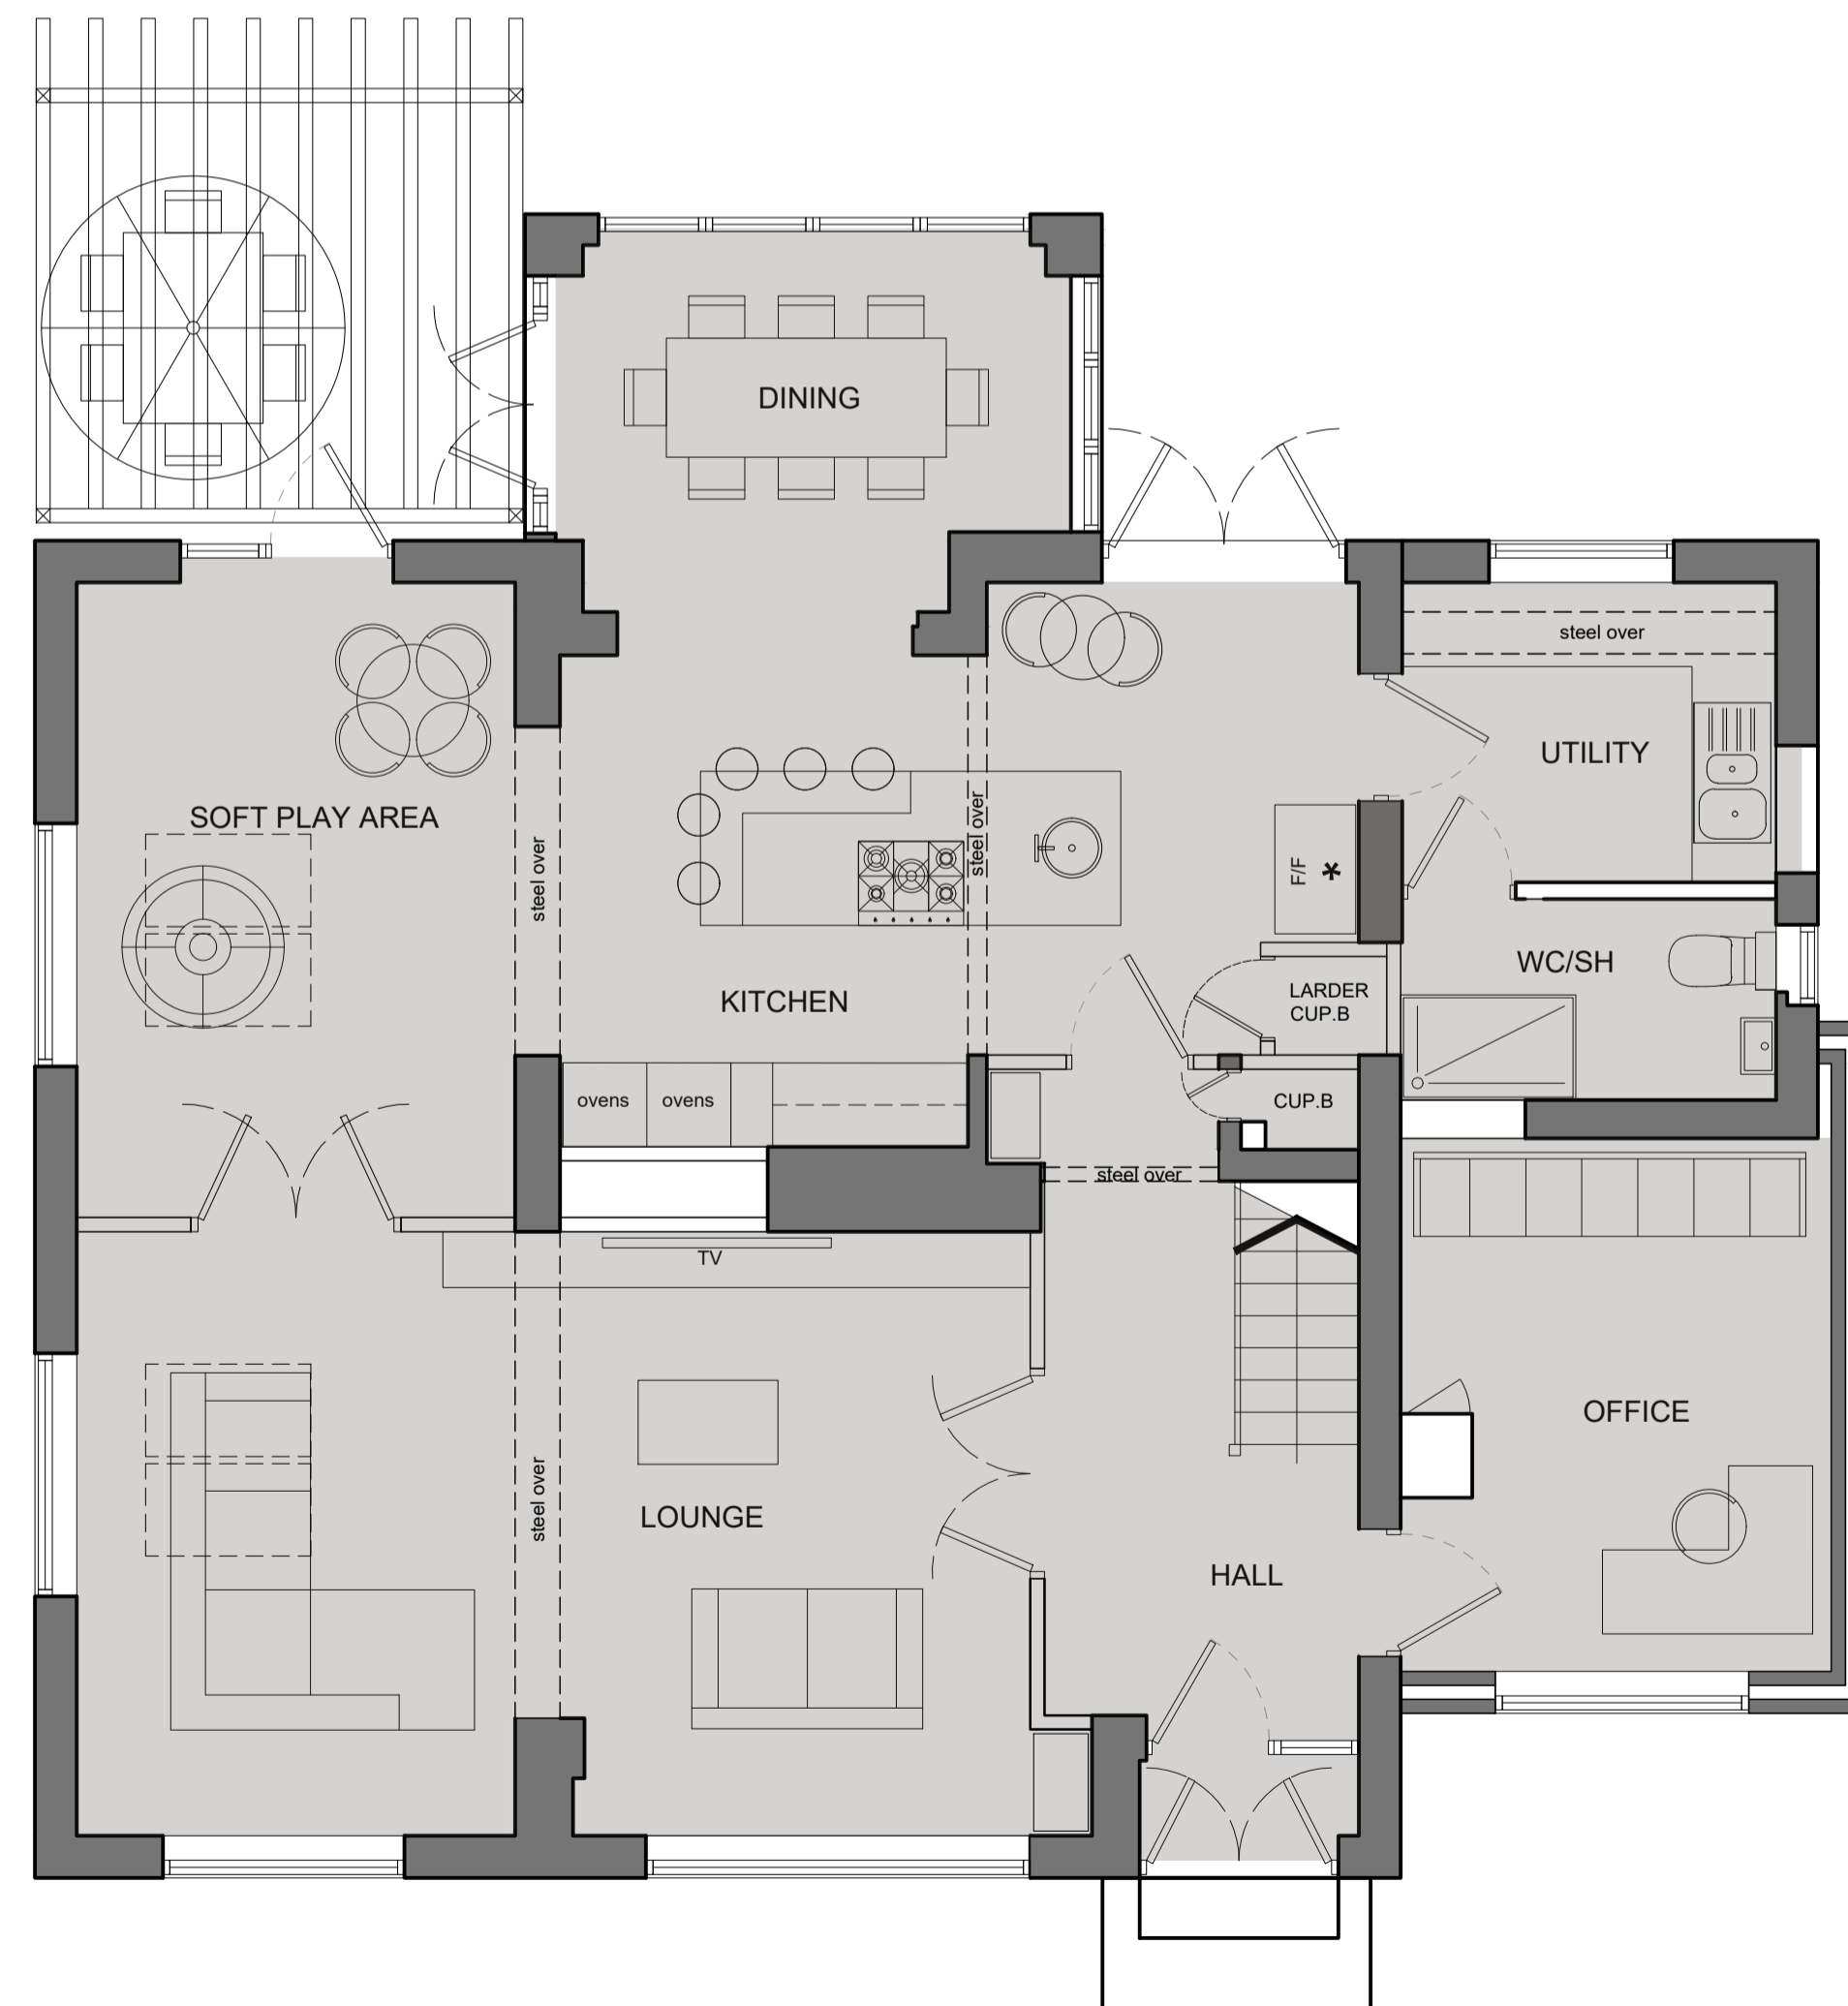 DINING
steel over
UTILITY
SOFT PLAY AREA
steel over
steel over
F/F
*
WC/SH
KITCHEN
LARDER
CUP.B
ovens
ovens
CUP.B
steel over
TV
OFFICE
steel over
LOUNGE
HALL